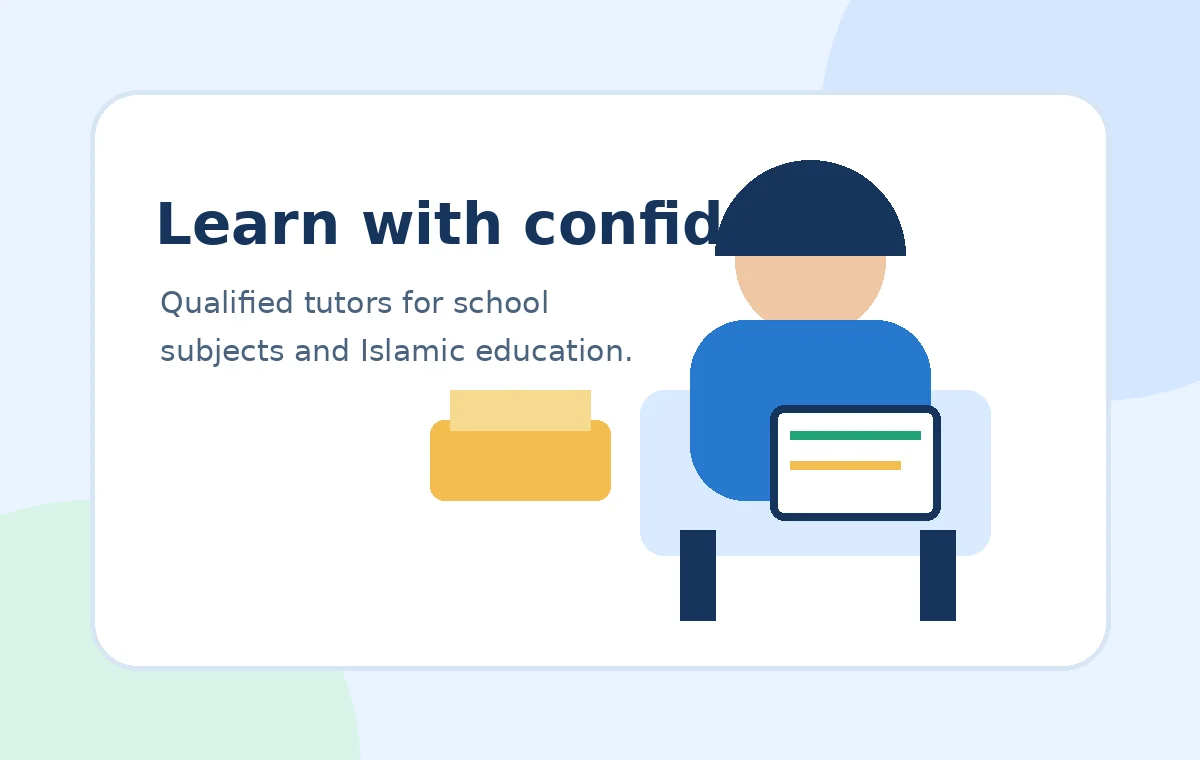 Learn with confid
Qualified tutors for school
subjects and Islamic education.